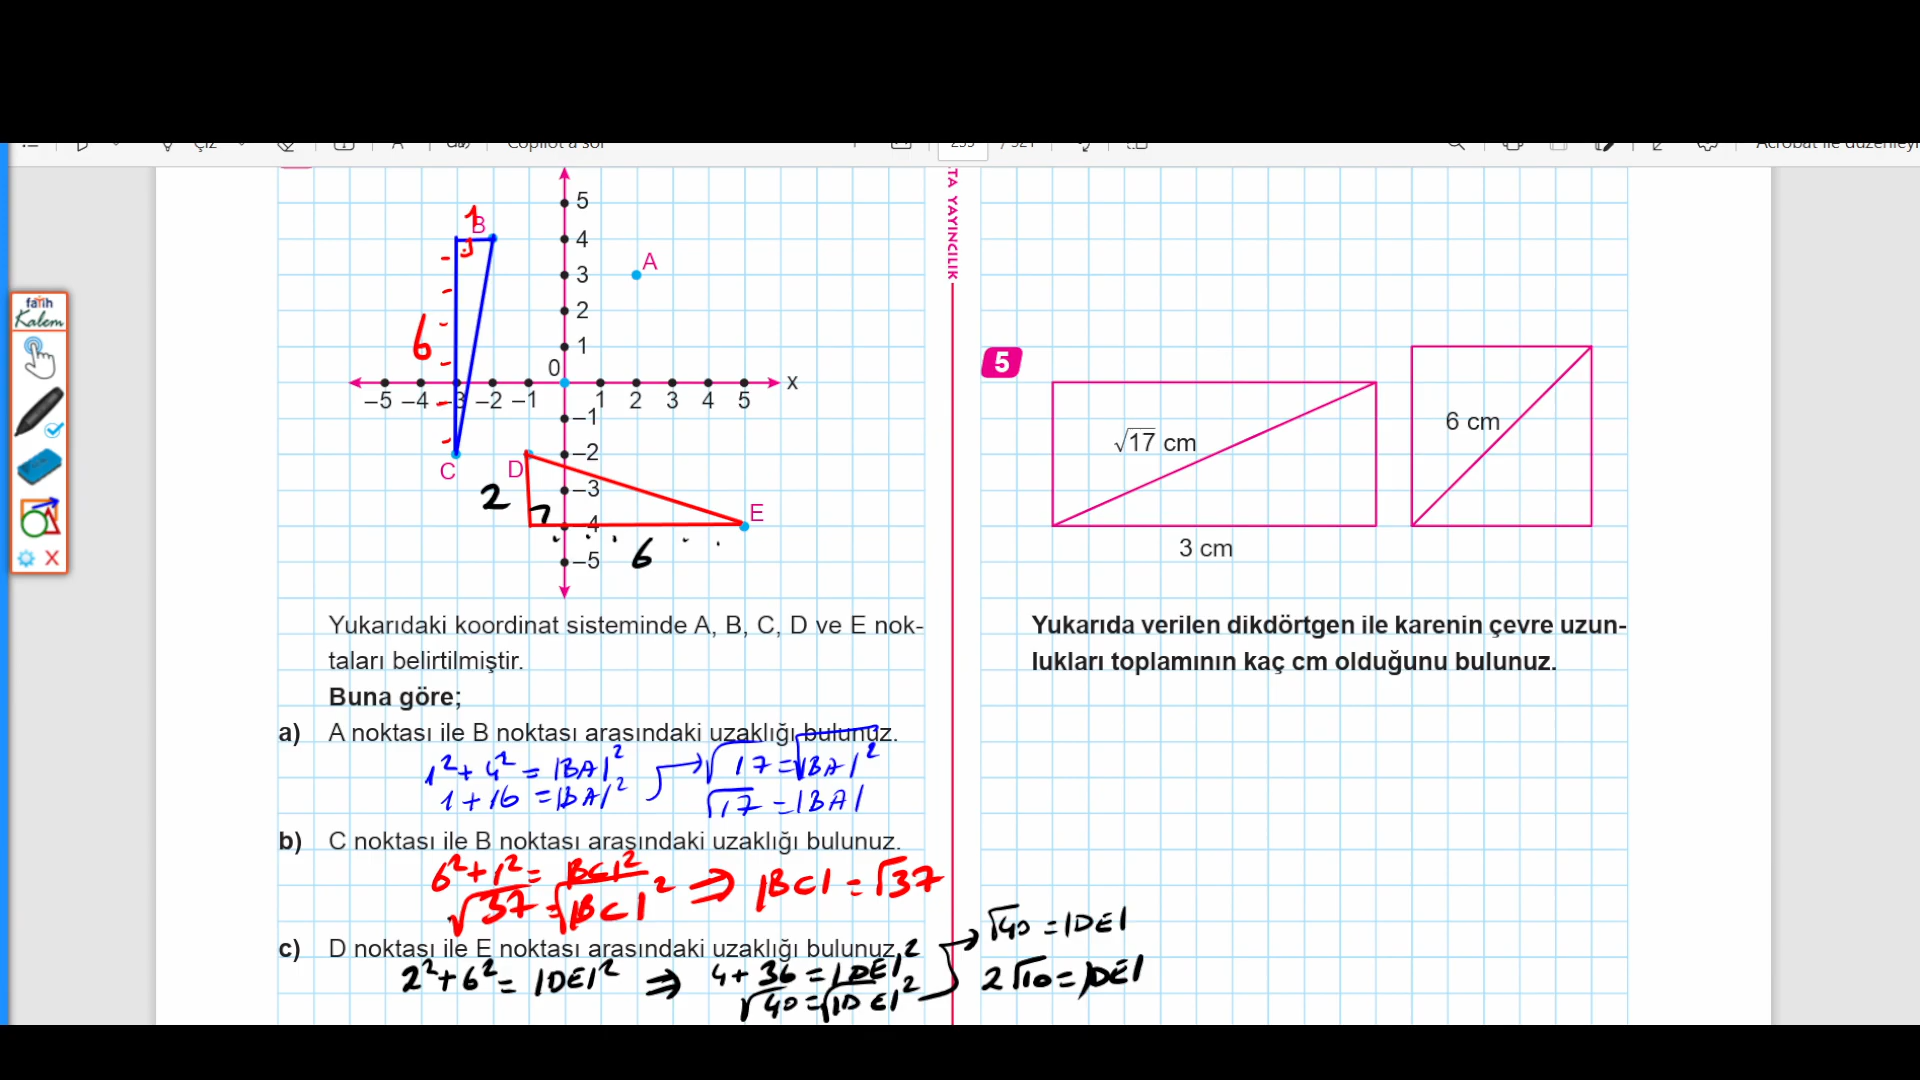 Çiz
Copilot'a sor
Acrobat ile düzenleyi
fatih
Kalem
5
4
3
2
1
0
x
–5 –4 –3 –2 –1 1 2 3 4 5
–1
–2
–3
–4
–5
A
B
C
D
E
1
6
2
6
Yukarıdaki koordinat sisteminde A, B, C, D ve E nok-
taları belirtilmiştir.
Buna göre;
a) A noktası ile B noktası arasındaki uzaklığı bulunuz.
1² + 4² = |BA|²
√17 = √|BA|²
1 + 16 = |BA|²
√17 = |BA|
b) C noktası ile B noktası arasındaki uzaklığı bulunuz.
6² + 1² = |BC|²
√37 = √|BC|² ⇒ |BC| = √37
c) D noktası ile E noktası arasındaki uzaklığı bulunuz.
2² + 6² = |DE|² ⇒ 4 + 36 = |DE|²
√40 = √|DE|²
√40 = |DE|
2√10 = |DE|
TA YAYINCILIK
5
√17 cm
3 cm
6 cm
Yukarıda verilen dikdörtgen ile karenin çevre uzun-
lukları toplamının kaç cm olduğunu bulunuz.